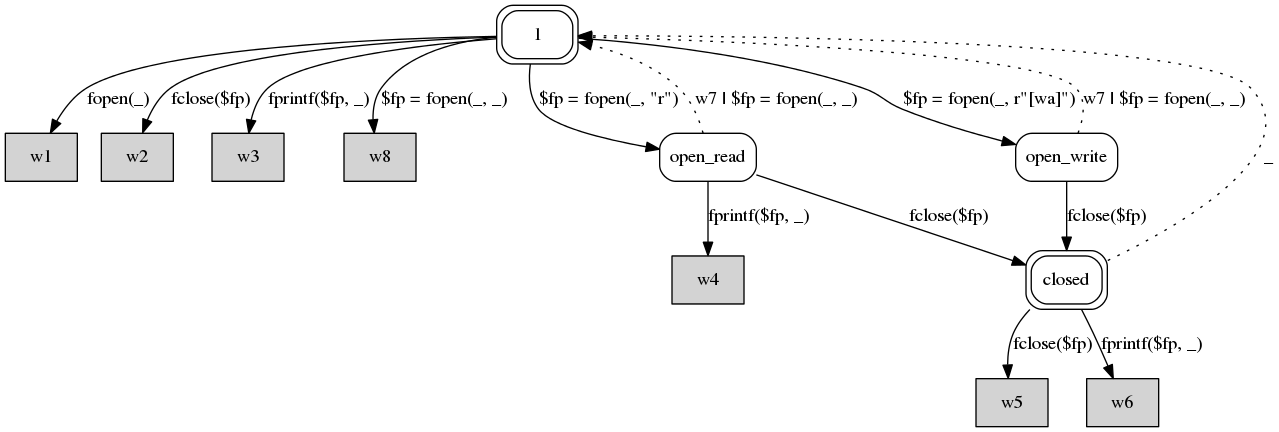 1
fopen(_)
fclose($fp)
fprintf($fp, _)
$fp = fopen(_, _)
$fp = fopen(_, "r")
w7 | $fp = fopen(_, _)
$fp = fopen(_, r"[wa]")
w7 | $fp = fopen(_, _)
w1
w2
w3
w8
open_read
open_write
_
fprintf($fp, _)
fclose($fp)
fclose($fp)
w4
closed
fclose($fp)
fprintf($fp, _)
w5
w6